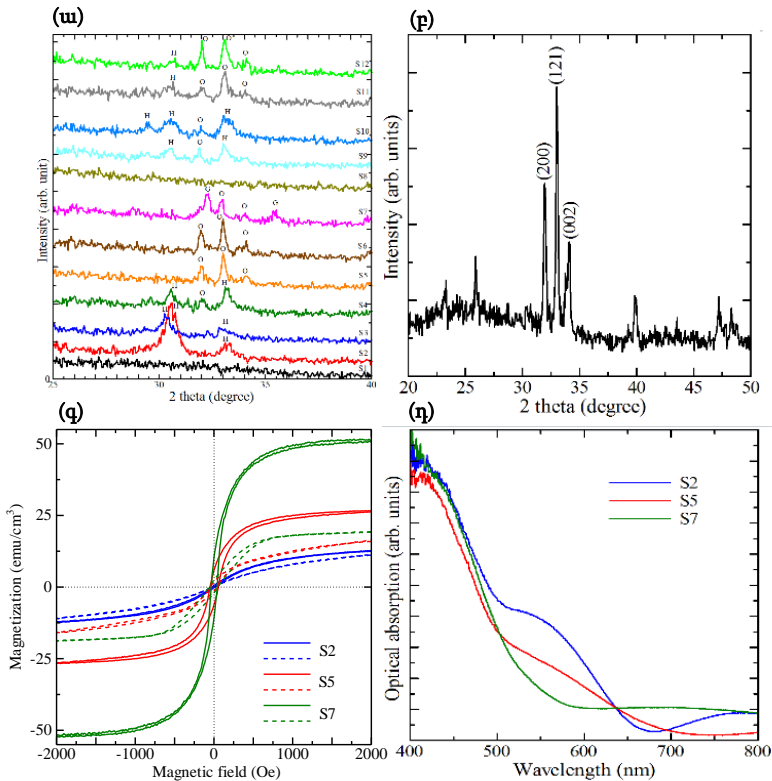 (ա)
H O O O S12
H O O O S11
H H O H S10
H O H S9
S8
O O O G S7
O O O S6
O O O S5
H O H S4
H H S3
H H S2
S1
Intensity (arb. unit)
25 30 35 40
2 theta (degree)
(բ)
(121)
(200)
(002)
Intensity (arb. units)
20 25 30 35 40 45 50
2 theta (degree)
(գ)
50
25
0
-25
-50
Magnetization (emu/cm³)
S2
S5
S7
-2000 -1000 0 1000 2000
Magnetic field (Oe)
(դ)
S2
S5
S7
Optical absorption (arb. units)
400 500 600 700 800
Wavelength (nm)